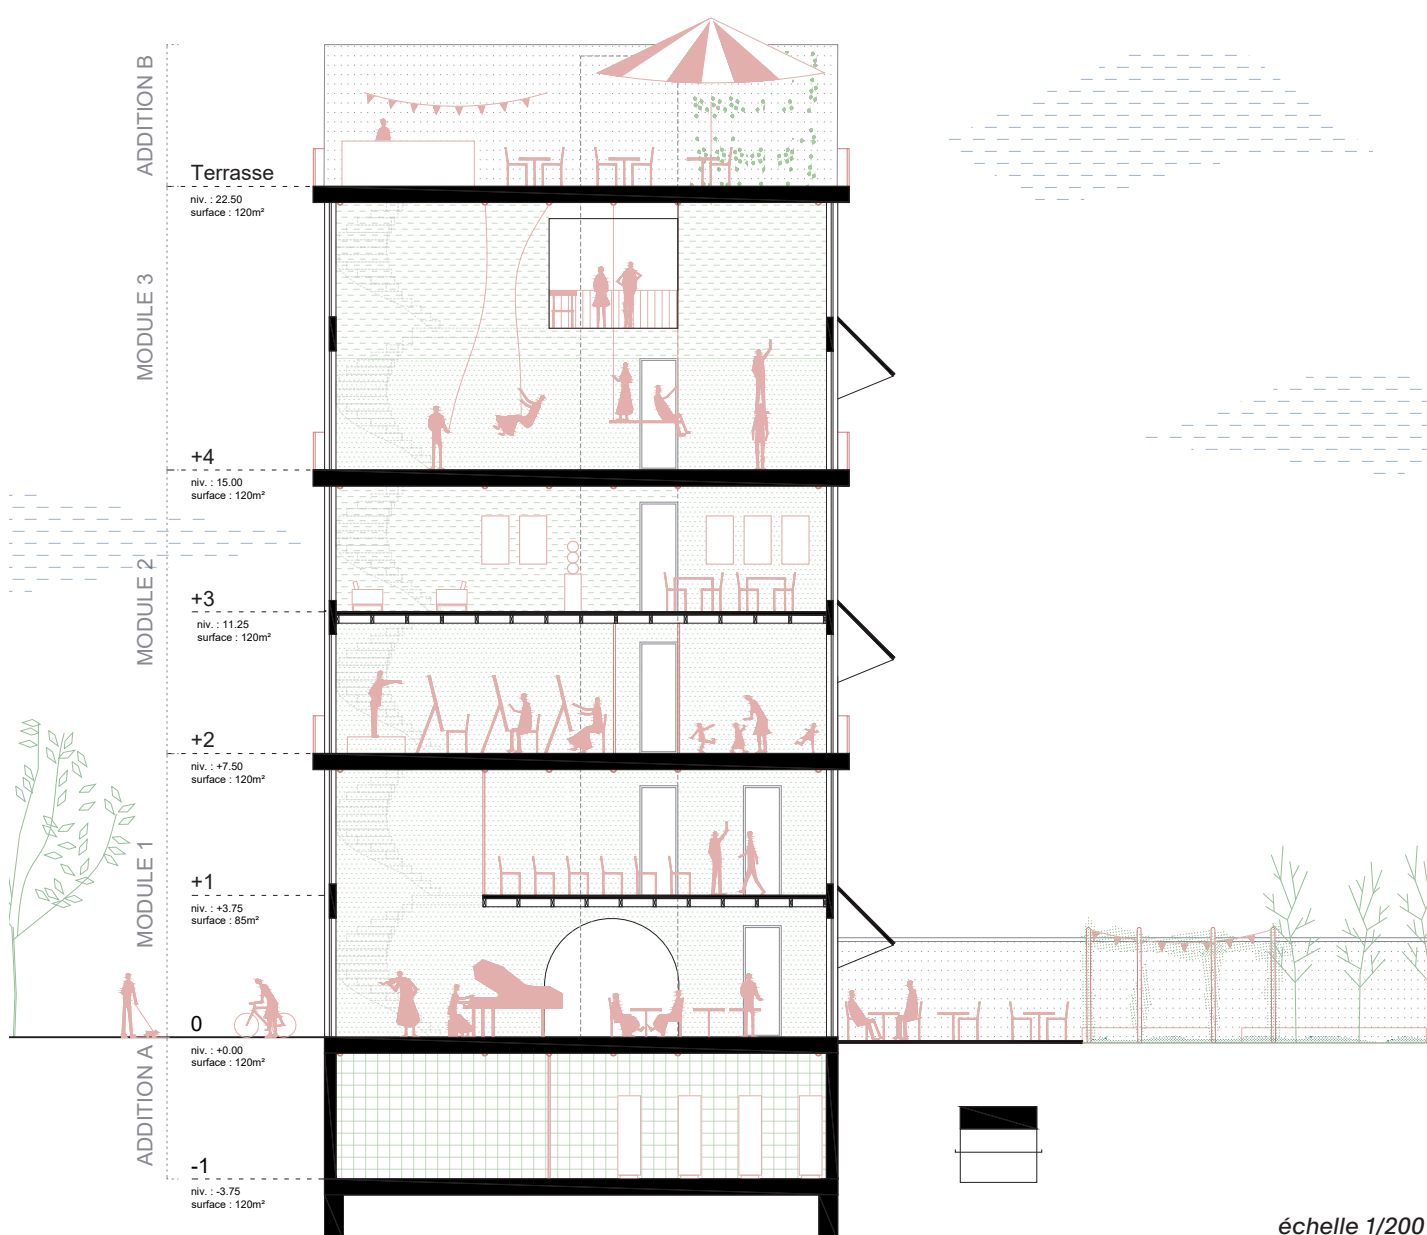 ADDITION B
Terrasse
niv. : 22.50
surface : 120m²
MODULE 3
+4
niv. : 15.00
surface : 120m²
MODULE 2
+3
niv. : 11.25
surface : 120m²
+2
niv. : +7.50
surface : 120m²
MODULE 1
+1
niv. : +3.75
surface : 85m²
0
niv. : +0.00
surface : 120m²
ADDITION A
-1
niv. : -3.75
surface : 120m²
échelle 1/200